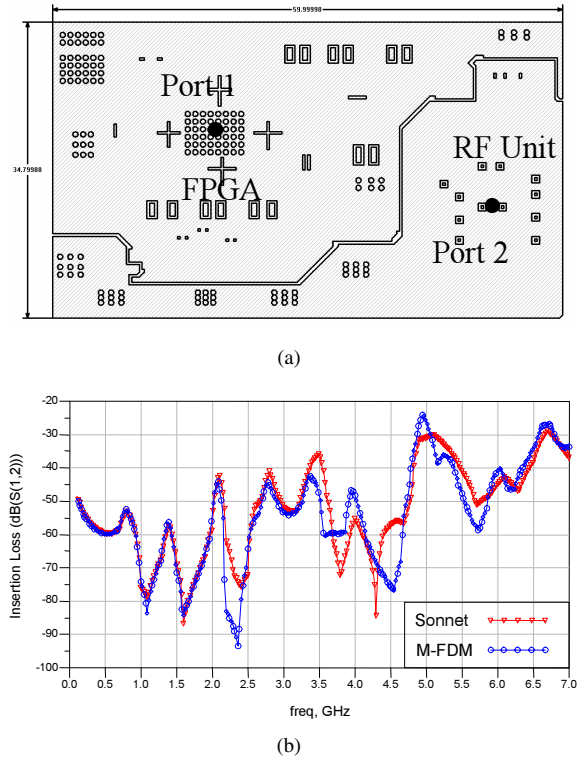 59.99998
34.79988
Port 1
FPGA
RF Unit
Port 2
(a)
Insertion Loss (dB(S(1,2)))
-20
-30
-40
-50
-60
-70
-80
-90
-100
0.0 0.5 1.0 1.5 2.0 2.5 3.0 3.5 4.0 4.5 5.0 5.5 6.0 6.5 7.0
freq, GHz
Sonnet
M-FDM
(b)